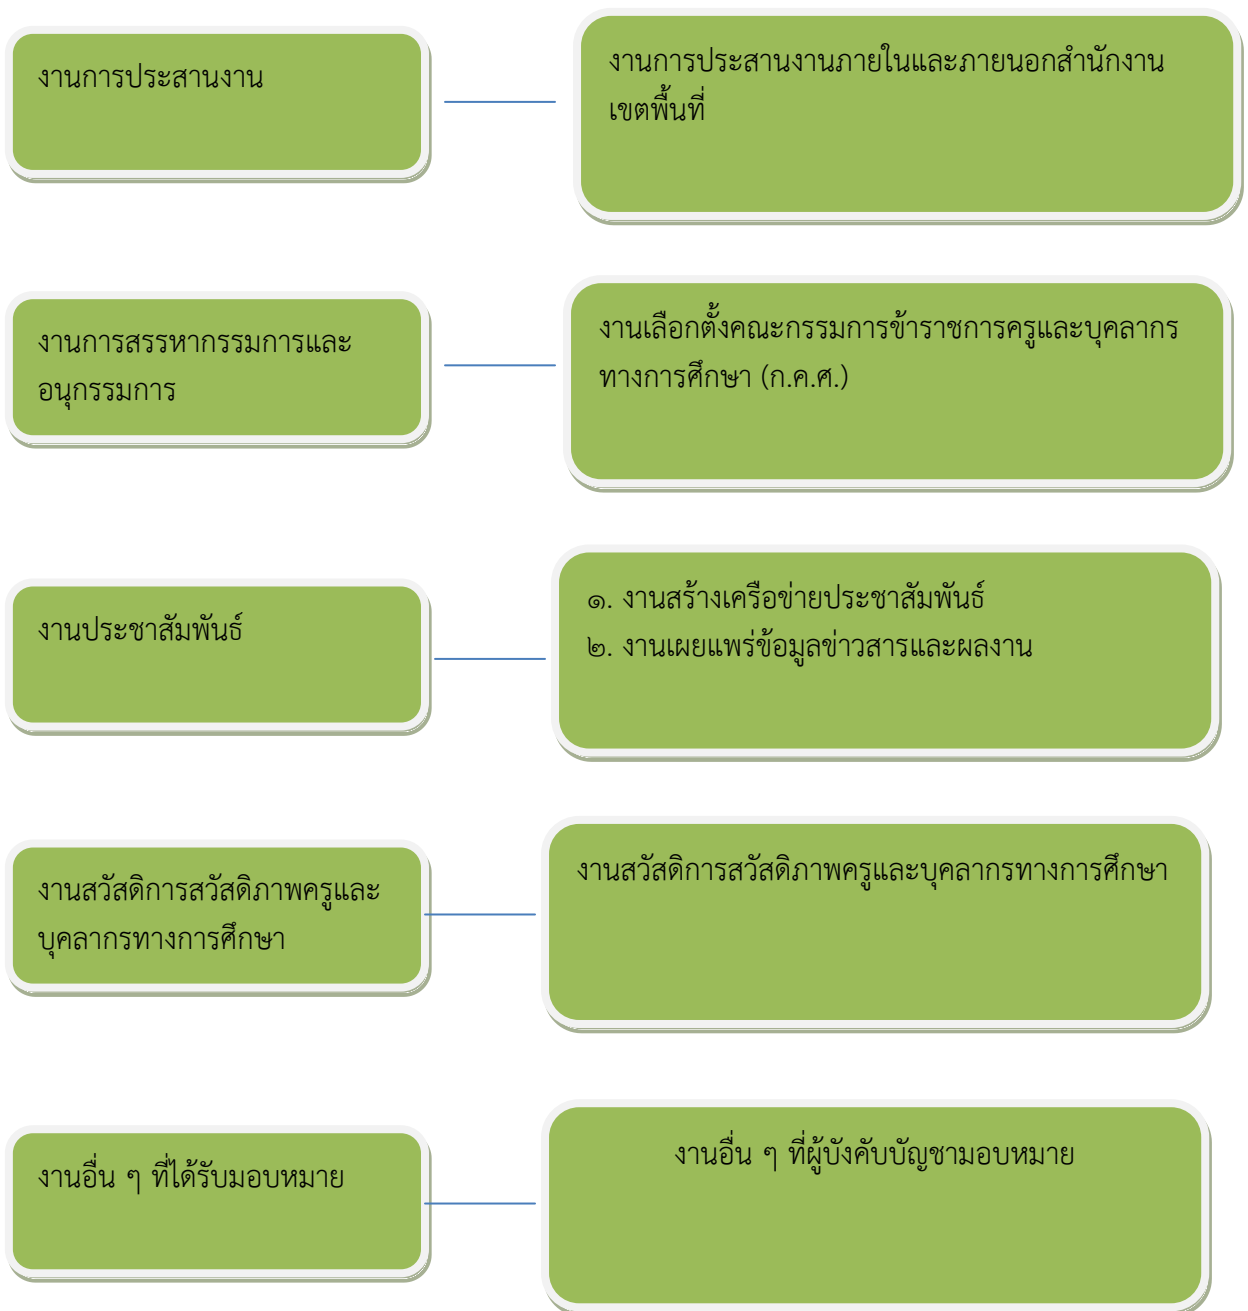 งานการประสานงาน
งานการประสานงานภายในและภายนอกสำนักงาน
เขตพื้นที่
งานการสรรหากรรมการและ
อนุกรรมการ
งานเลือกตั้งคณะกรรมการข้าราชการครูและบุคลากร
ทางการศึกษา (ก.ค.ศ.)
งานประชาสัมพันธ์
๑. งานสร้างเครือข่ายประชาสัมพันธ์
๒. งานเผยแพร่ข้อมูลข่าวสารและผลงาน
งานสวัสดิการสวัสดิภาพครูและ
บุคลากรทางการศึกษา
งานสวัสดิการสวัสดิภาพครูและบุคลากรทางการศึกษา
งานอื่น ๆ ที่ได้รับมอบหมาย
งานอื่น ๆ ที่ผู้บังคับบัญชามอบหมาย